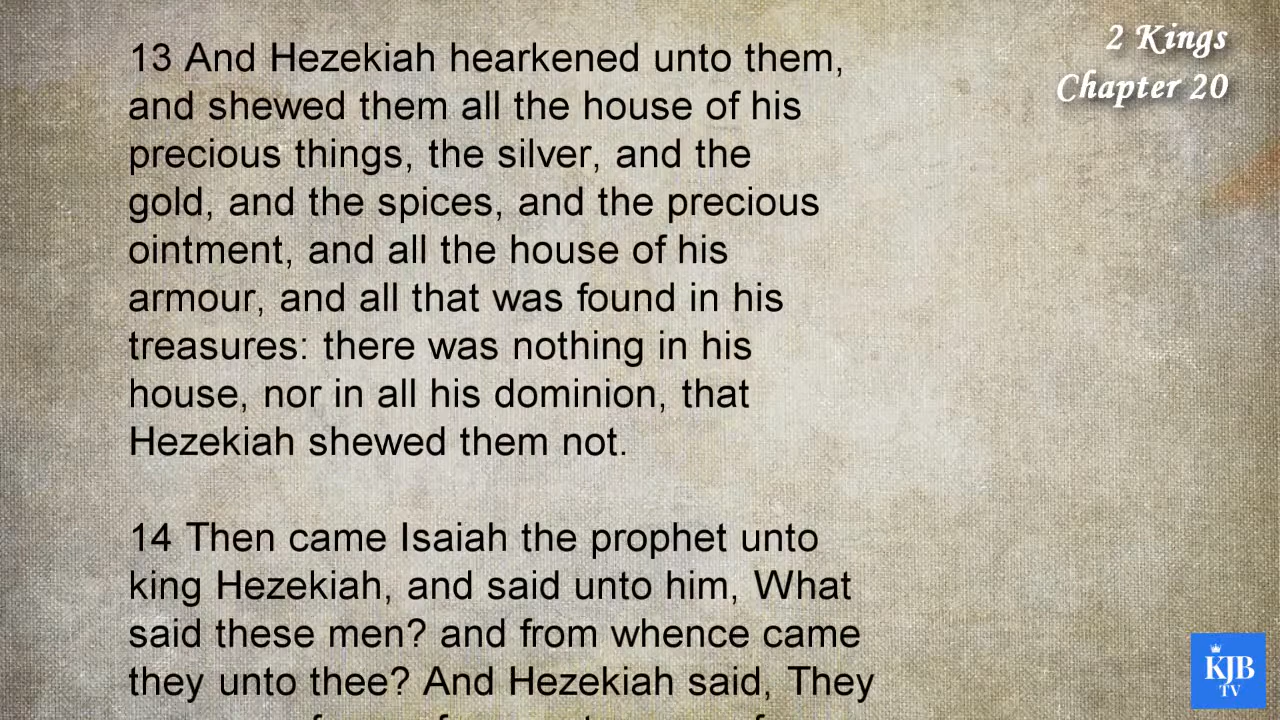 2 Kings
Chapter 20
13 And Hezekiah hearkened unto them,
and shewed them all the house of his
precious things, the silver, and the
gold, and the spices, and the precious
ointment, and all the house of his
armour, and all that was found in his
treasures: there was nothing in his
house, nor in all his dominion, that
Hezekiah shewed them not.
14 Then came Isaiah the prophet unto
king Hezekiah, and said unto him, What
said these men? and from whence came
they unto thee? And Hezekiah said, They
KJB
TV